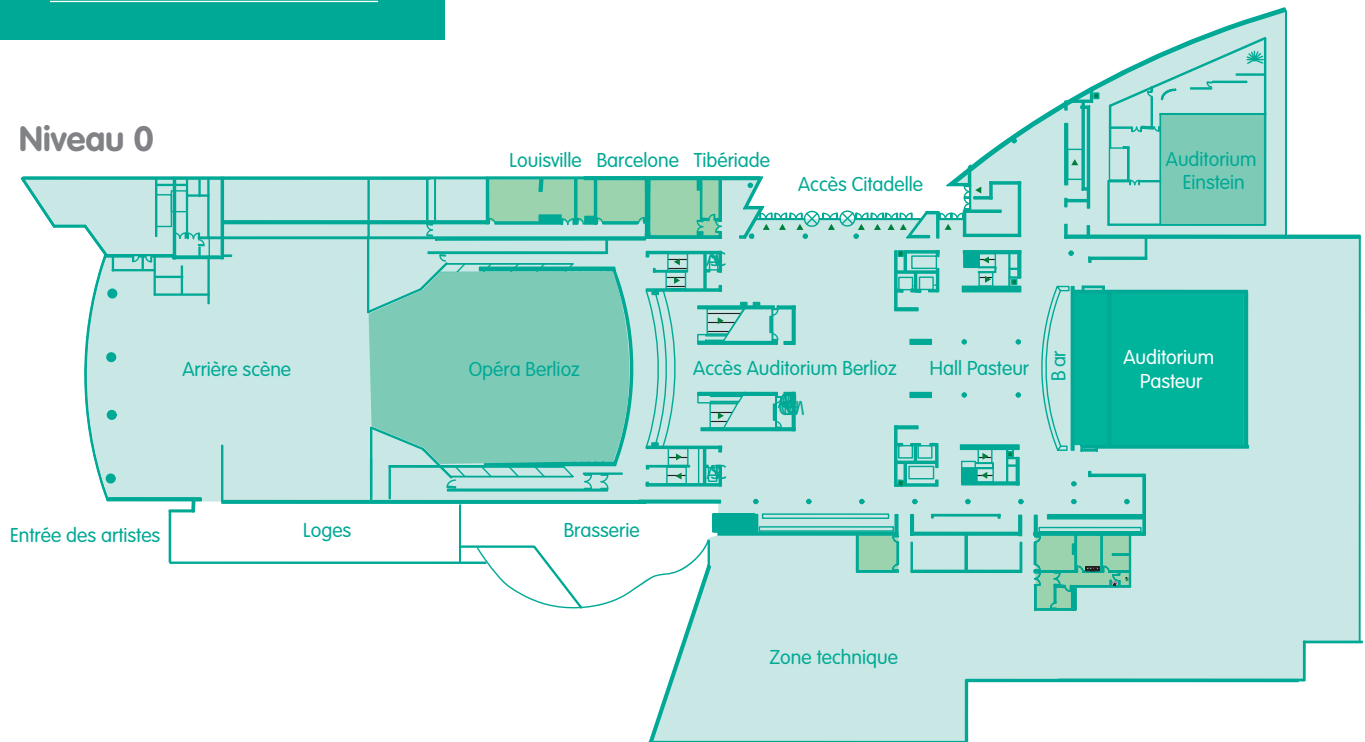 Niveau 0
Louisville
Barcelone
Tibériade
Accès Citadelle
Auditorium
Einstein
Arrière scène
Opéra Berlioz
Accès Auditorium Berlioz
Hall Pasteur
Bar
Auditorium
Pasteur
Entrée des artistes
Loges
Brasserie
Zone technique